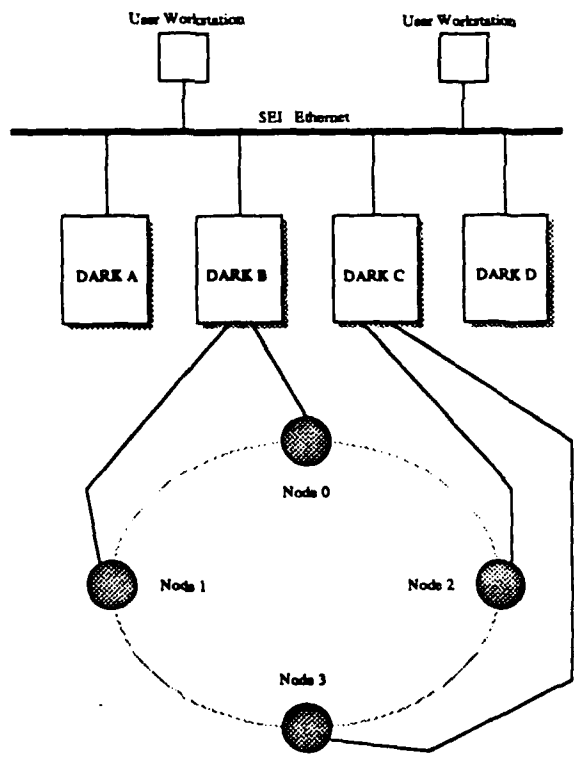 User Workstation
User Workstation
SEI Ethernet
DARK A
DARK B
DARK C
DARK D
Node 0
Node 1
Node 2
Node 3